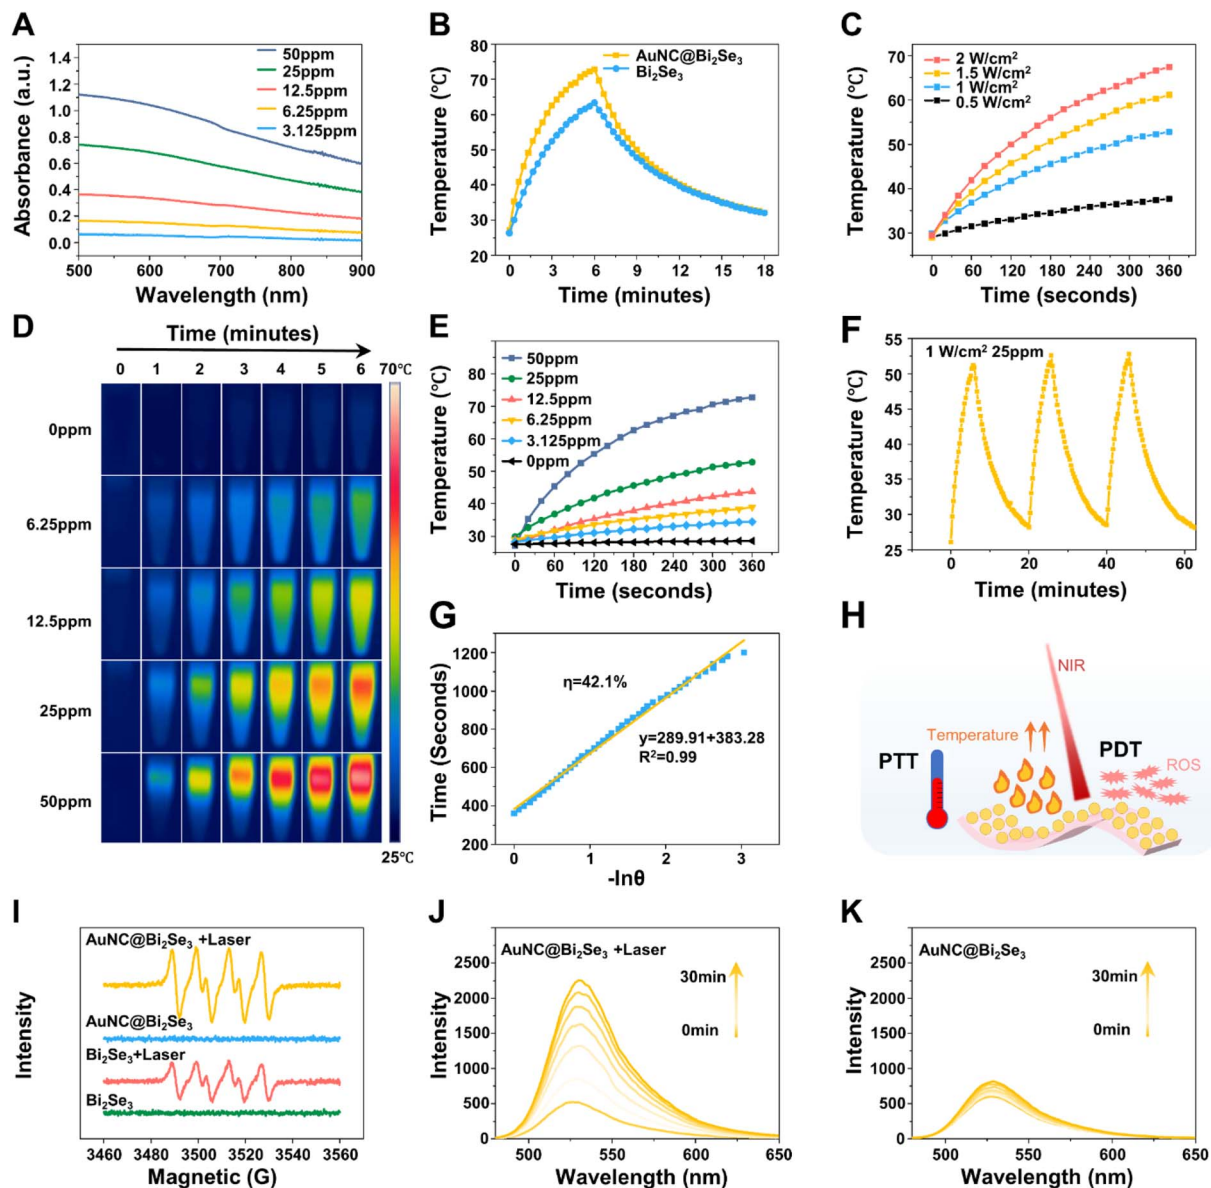 A
Absorbance (a.u.)
1.4
1.2
1.0
0.8
0.6
0.4
0.2
0.0
50ppm
25ppm
12.5ppm
6.25ppm
3.125ppm
500 600 700 800 900
Wavelength (nm)
B
Temperature (°C)
80
70
60
50
40
30
20
AuNC@Bi₂Se₃
Bi₂Se₃
0 3 6 9 12 15 18
Time (minutes)
C
Temperature (°C)
70
60
50
40
30
2 W/cm²
1.5 W/cm²
1 W/cm²
0.5 W/cm²
0 60 120 180 240 300 360
Time (seconds)
D
Time (minutes)
0 1 2 3 4 5 6 70°C
0ppm
6.25ppm
12.5ppm
25ppm
50ppm
25°C
E
Temperature (°C)
80
70
60
50
40
30
50ppm
25ppm
12.5ppm
6.25ppm
3.125ppm
0ppm
0 60 120 180 240 300 360
Time (seconds)
F
Temperature (°C)
55
50
45
40
35
30
25
1 W/cm² 25ppm
0 20 40 60
Time (minutes)
G
Time (Seconds)
1200
1000
800
600
400
200
η=42.1%
y=289.91+383.28
R²=0.99
0 1 2 3
-lnθ
H
NIR
Temperature
PTT
PDT
ROS
I
Intensity
AuNC@Bi₂Se₃ +Laser
AuNC@Bi₂Se₃
Bi₂Se₃+Laser
Bi₂Se₃
3460 3480 3500 3520 3540 3560
Magnetic (G)
J
Intensity
2500
2000
1500
1000
500
0
AuNC@Bi₂Se₃ +Laser
30min
0min
500 550 600 650
Wavelength (nm)
K
Intensity
2500
2000
1500
1000
500
0
AuNC@Bi₂Se₃
30min
0min
500 550 600 650
Wavelength (nm)